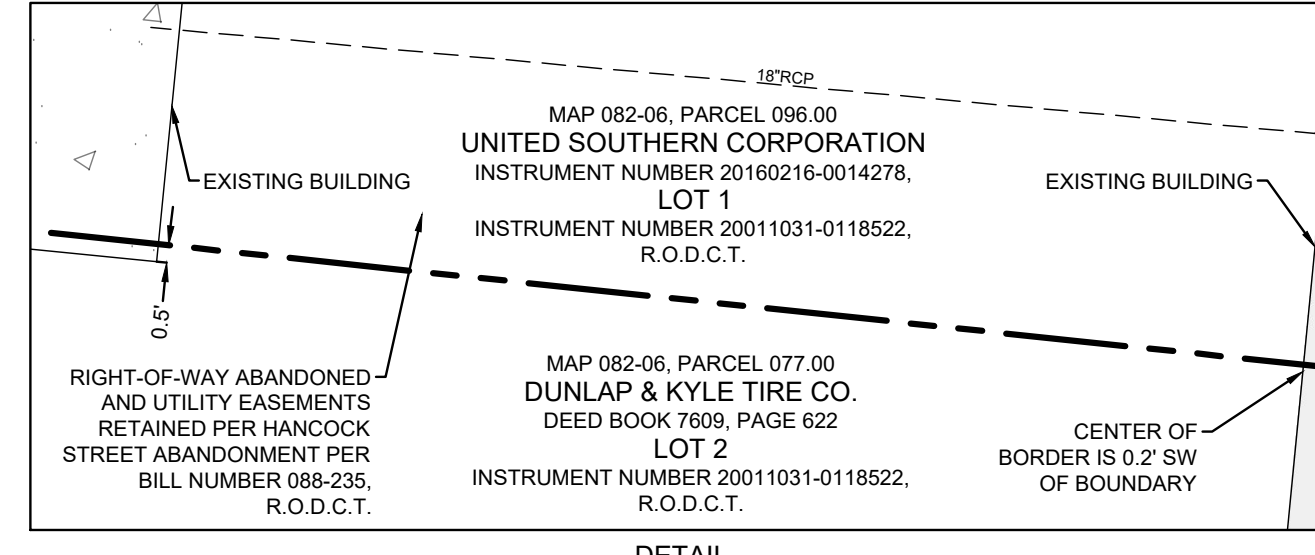 18"RCP
MAP 082-06, PARCEL 096.00
UNITED SOUTHERN CORPORATION
INSTRUMENT NUMBER 20160216-0014278,
LOT 1
INSTRUMENT NUMBER 20011031-0118522,
R.O.D.C.T.
EXISTING BUILDING
EXISTING BUILDING
0.5'
RIGHT-OF-WAY ABANDONED
AND UTILITY EASEMENTS
RETAINED PER HANCOCK
STREET ABANDONMENT PER
BILL NUMBER 088-235,
R.O.D.C.T.
MAP 082-06, PARCEL 077.00
DUNLAP & KYLE TIRE CO.
DEED BOOK 7609, PAGE 622
LOT 2
INSTRUMENT NUMBER 20011031-0118522,
R.O.D.C.T.
CENTER OF
BORDER IS 0.2' SW
OF BOUNDARY
DETAIL